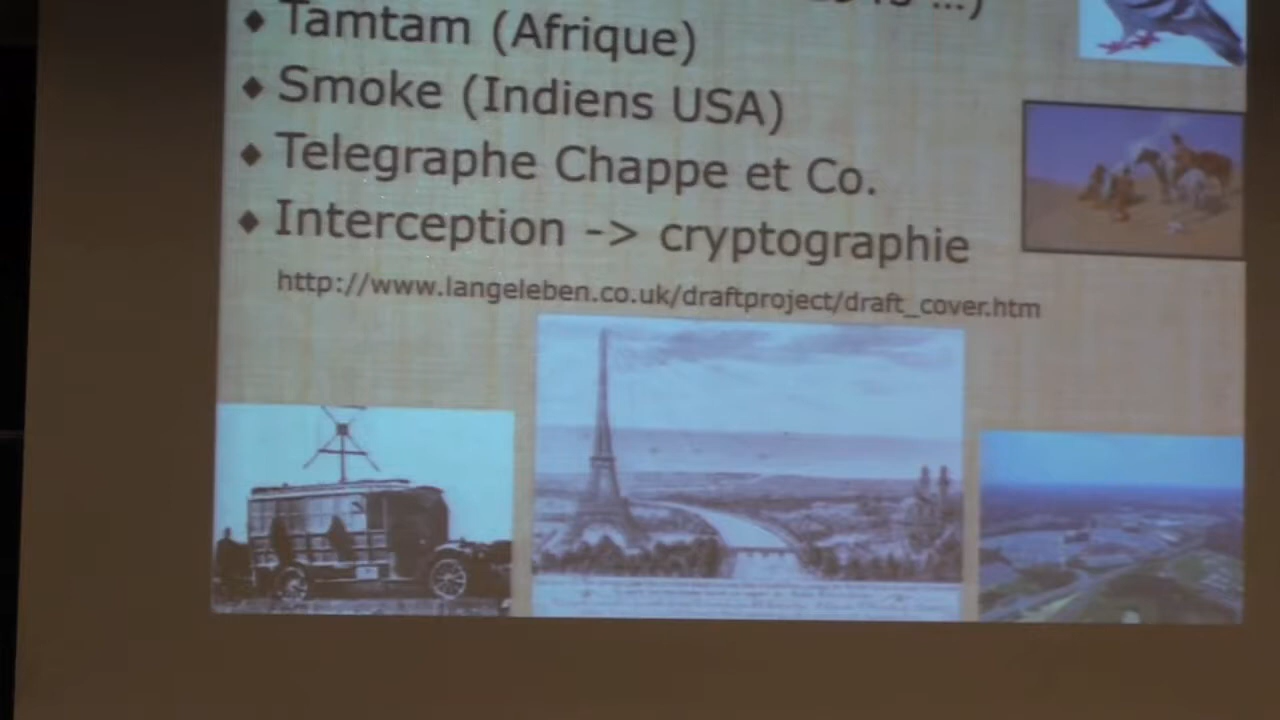 ...)
Tamtam (Afrique)
Smoke (Indiens USA)
Telegraphe Chappe et Co.
Interception -> cryptographie
http://www.langeleben.co.uk/draftproject/draft_cover.htm